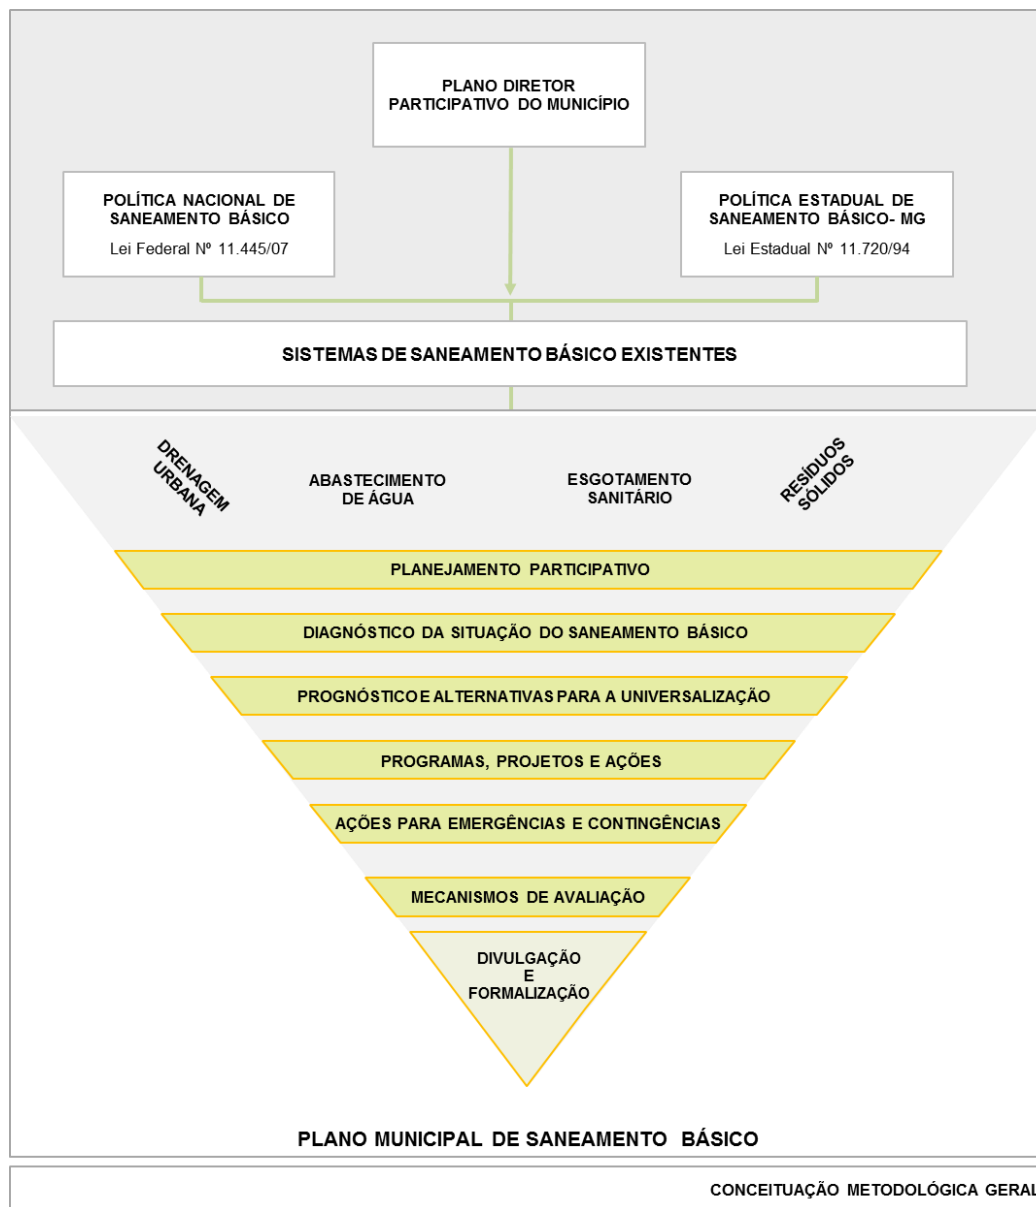 PLANO DIRETOR
PARTICIPATIVO DO MUNICÍPIO
POLÍTICA NACIONAL DE
SANEAMENTO BÁSICO
Lei Federal Nº 11.445/07
POLÍTICA ESTADUAL DE
SANEAMENTO BÁSICO- MG
Lei Estadual Nº 11.720/94
SISTEMAS DE SANEAMENTO BÁSICO EXISTENTES
DRENAGEM
URBANA
ABASTECIMENTO
DE ÁGUA
ESGOTAMENTO
SANITÁRIO
RESÍDUOS
SÓLIDOS
PLANEJAMENTO PARTICIPATIVO
DIAGNÓSTICO DA SITUAÇÃO DO SANEAMENTO BÁSICO
PROGNÓSTICO E ALTERNATIVAS PARA A UNIVERSALIZAÇÃO
PROGRAMAS, PROJETOS E AÇÕES
AÇÕES PARA EMERGÊNCIAS E CONTINGÊNCIAS
MECANISMOS DE AVALIAÇÃO
DIVULGAÇÃO
E
FORMALIZAÇÃO
PLANO MUNICIPAL DE SANEAMENTO BÁSICO
CONCEITUAÇÃO METODOLÓGICA GERAL